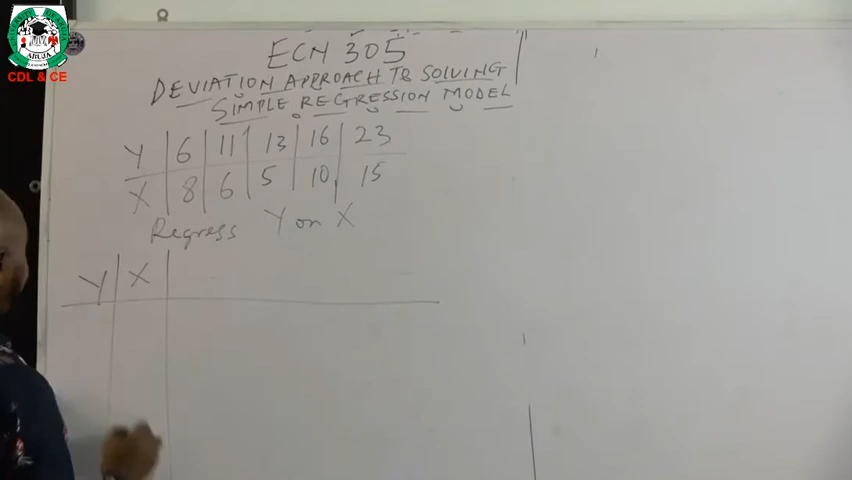 ABUJA
CDL & CE
ECN 305
DEVIATION APPROACH TO SOLVING
SIMPLE REGRESSION MODEL
Y 6 11 13 16 23
X 8 6 5 10 15
Regress Y on X
Y X